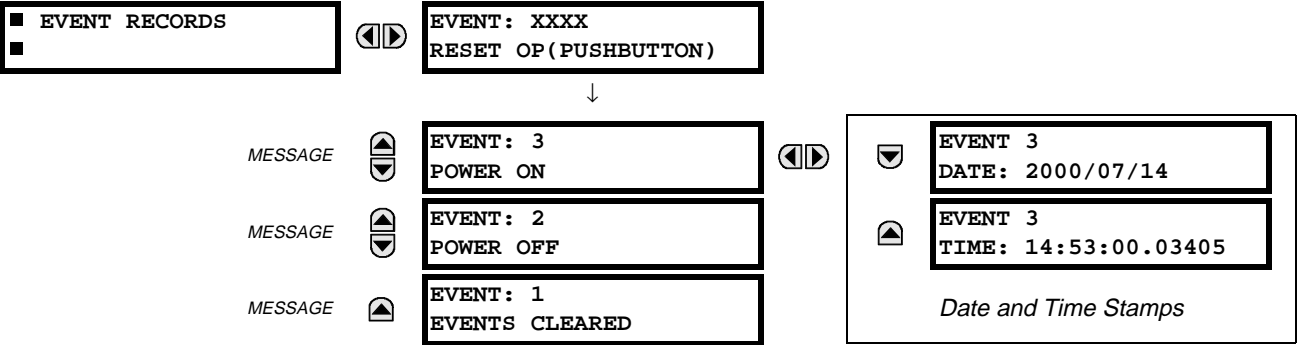 ■ EVENT RECORDS
■
EVENT: XXXX
RESET OP(PUSHBUTTON)
↓
MESSAGE
EVENT: 3
POWER ON
EVENT 3
DATE: 2000/07/14
MESSAGE
EVENT: 2
POWER OFF
EVENT 3
TIME: 14:53:00.03405
MESSAGE
EVENT: 1
EVENTS CLEARED
Date and Time Stamps